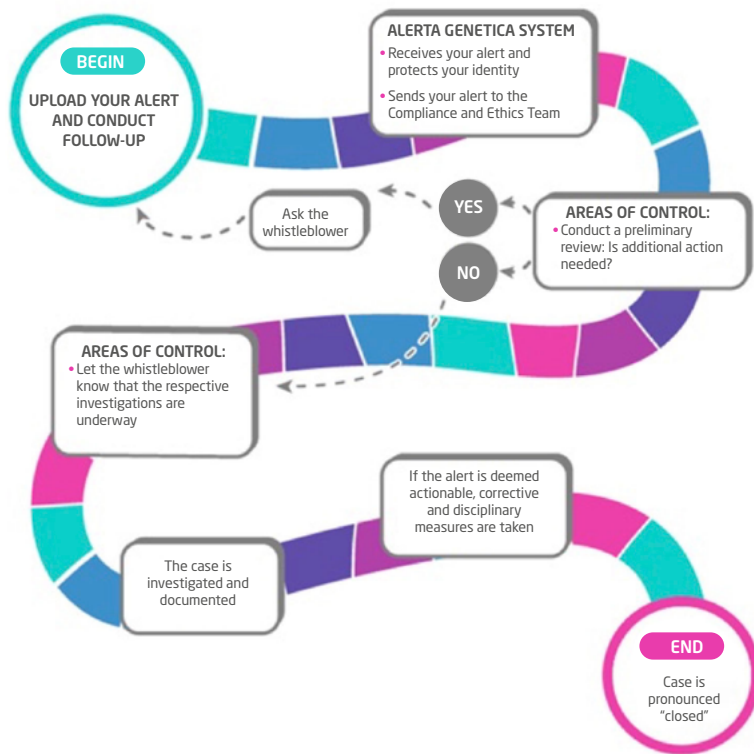 BEGIN
UPLOAD YOUR ALERT
AND CONDUCT
FOLLOW-UP
ALERTA GENETICA SYSTEM
• Receives your alert and
protects your identity
• Sends your alert to the
Compliance and Ethics Team
AREAS OF CONTROL:
• Conduct a preliminary
review: Is additional action
needed?
YES
NO
Ask the
whistleblower
AREAS OF CONTROL:
• Let the whistleblower
know that the respective
investigations are
underway
The case is
investigated and
documented
If the alert is deemed
actionable, corrective
and disciplinary
measures are taken
END
Case is
pronounced
"closed"